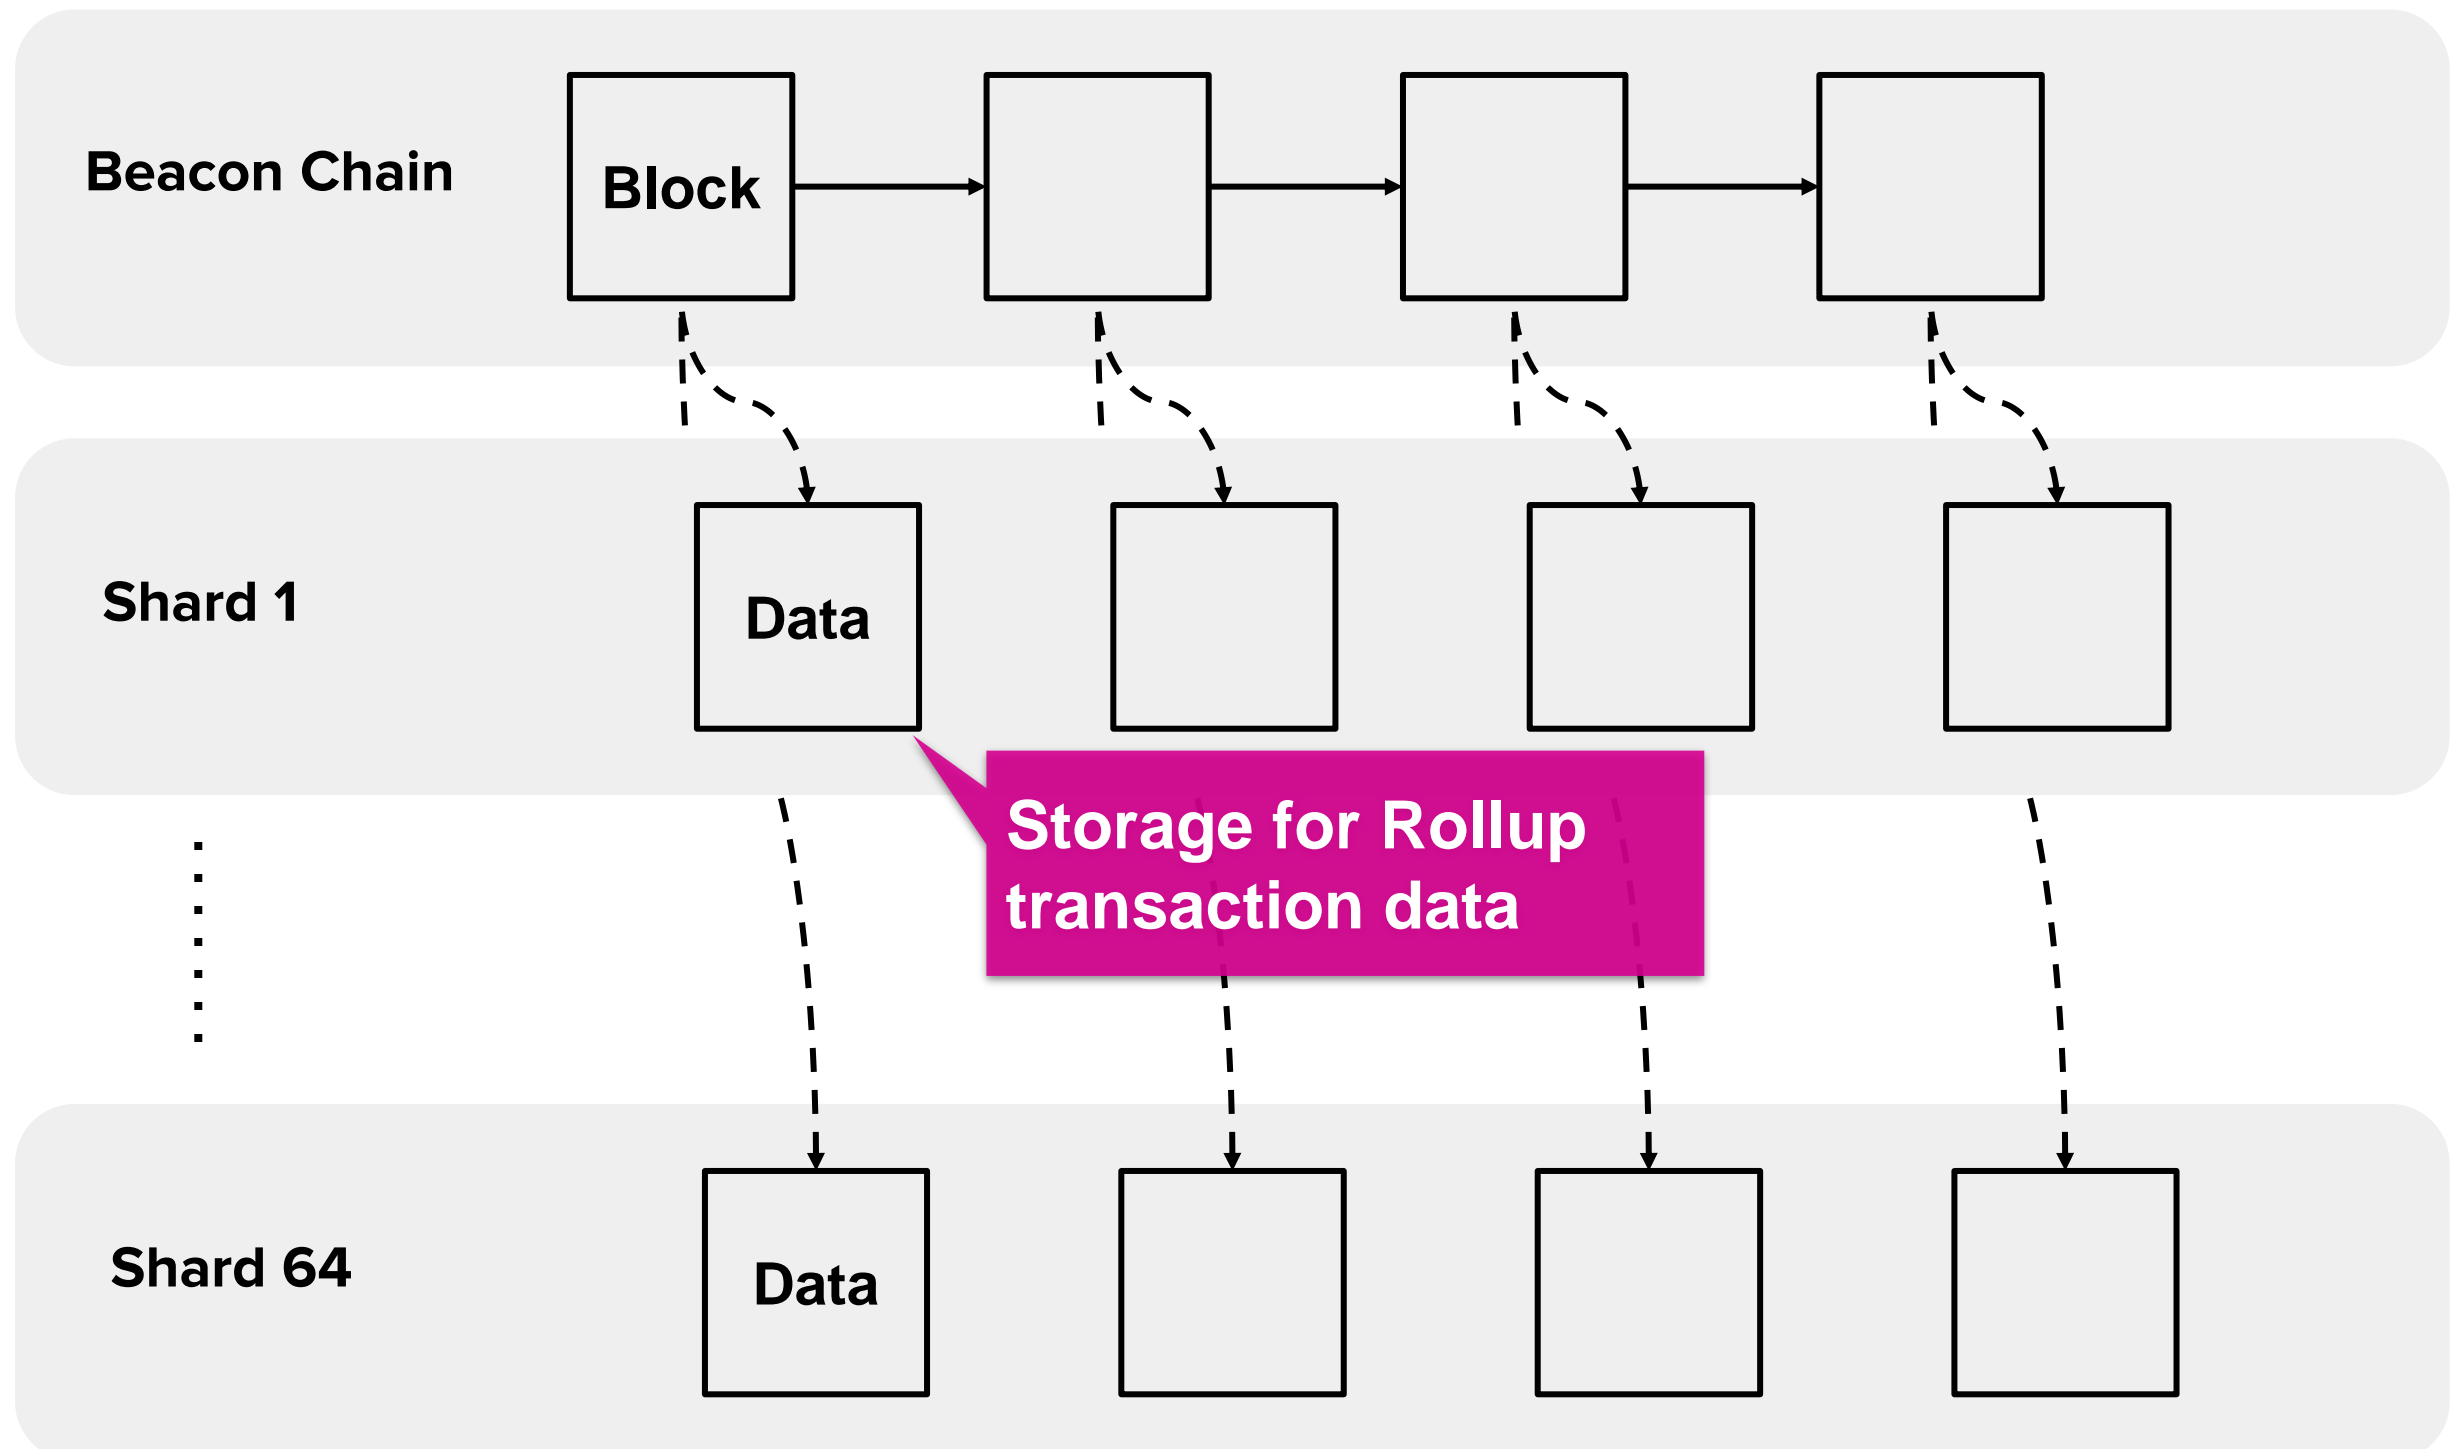 Beacon Chain
Block
Shard 1
Data
Storage for Rollup
transaction data
Shard 64
Data